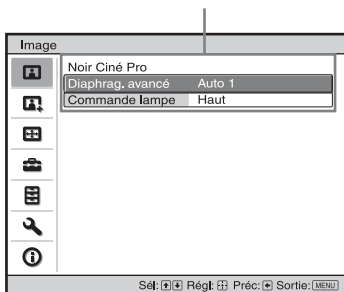 Image
Noir Ciné Pro
Diaphrag. avancé Auto 1
Commande lampe Haut
Sél: Régl: Préc: Sortie: MENU